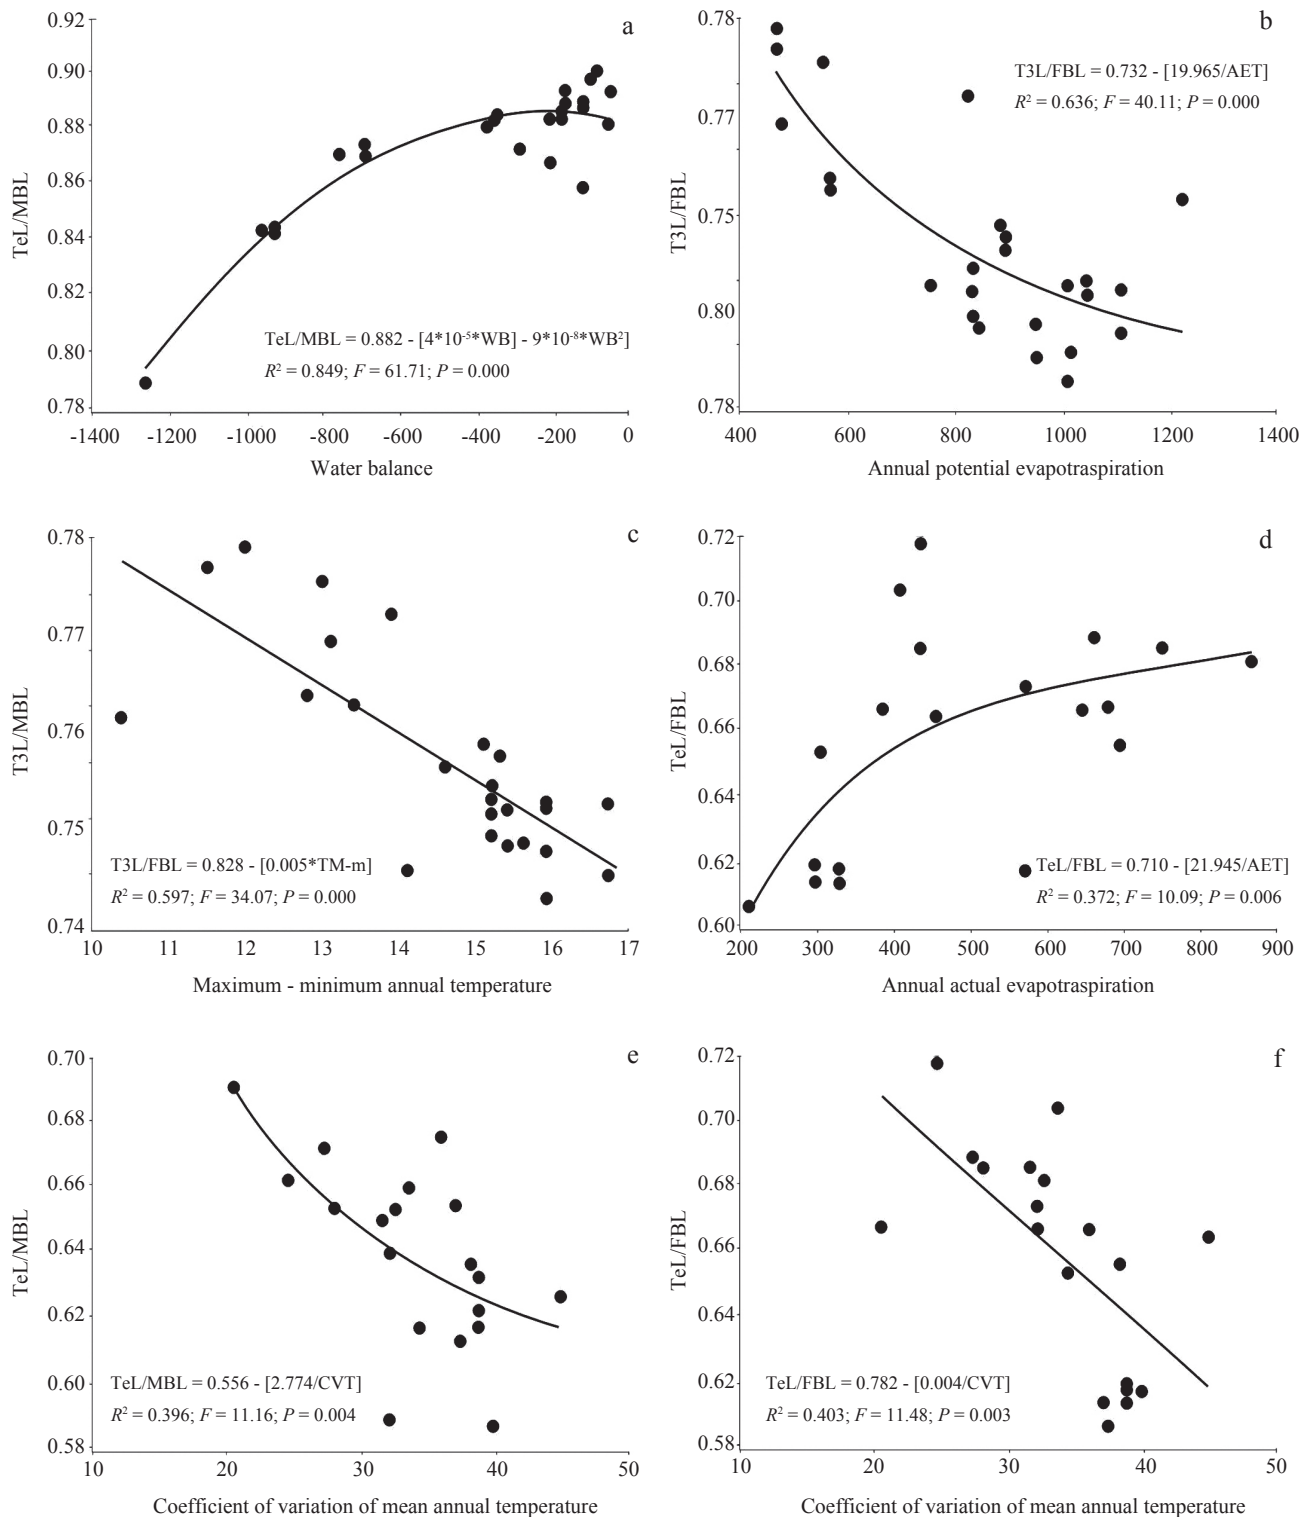 a
0.92
0.90
0.88
0.86
0.84
0.82
0.80
0.78
TeL/MBL
TeL/MBL = 0.882 - [4*10-⁵*WB] - 9*10-⁸*WB²]
R² = 0.849; F = 61.71; P = 0.000
-1400 -1200 -1000 -800 -600 -400 -200 0
Water balance
b
0.78
0.77
0.75
0.80
0.78
T3L/FBL
T3L/FBL = 0.732 - [19.965/AET]
R² = 0.636; F = 40.11; P = 0.000
400 600 800 1000 1200 1400
Annual potential evapotraspiration
c
0.78
0.77
0.76
0.75
0.74
T3L/MBL
T3L/FBL = 0.828 - [0.005*TM-m]
R² = 0.597; F = 34.07; P = 0.000
10 11 12 13 14 15 16 17
Maximum - minimum annual temperature
d
0.72
0.70
0.68
0.66
0.64
0.62
0.60
TeL/FBL
TeL/FBL = 0.710 - [21.945/AET]
R² = 0.372; F = 10.09; P = 0.006
200 300 400 500 600 700 800 900
Annual actual evapotraspiration
e
0.70
0.68
0.66
0.64
0.62
0.60
0.58
TeL/MBL
TeL/MBL = 0.556 - [2.774/CVT]
R² = 0.396; F = 11.16; P = 0.004
10 20 30 40 50
Coefficient of variation of mean annual temperature
f
0.72
0.70
0.68
0.66
0.64
0.62
0.58
TeL/FBL
TeL/FBL = 0.782 - [0.004/CVT]
R² = 0.403; F = 11.48; P = 0.003
10 20 30 40 50
Coefficient of variation of mean annual temperature